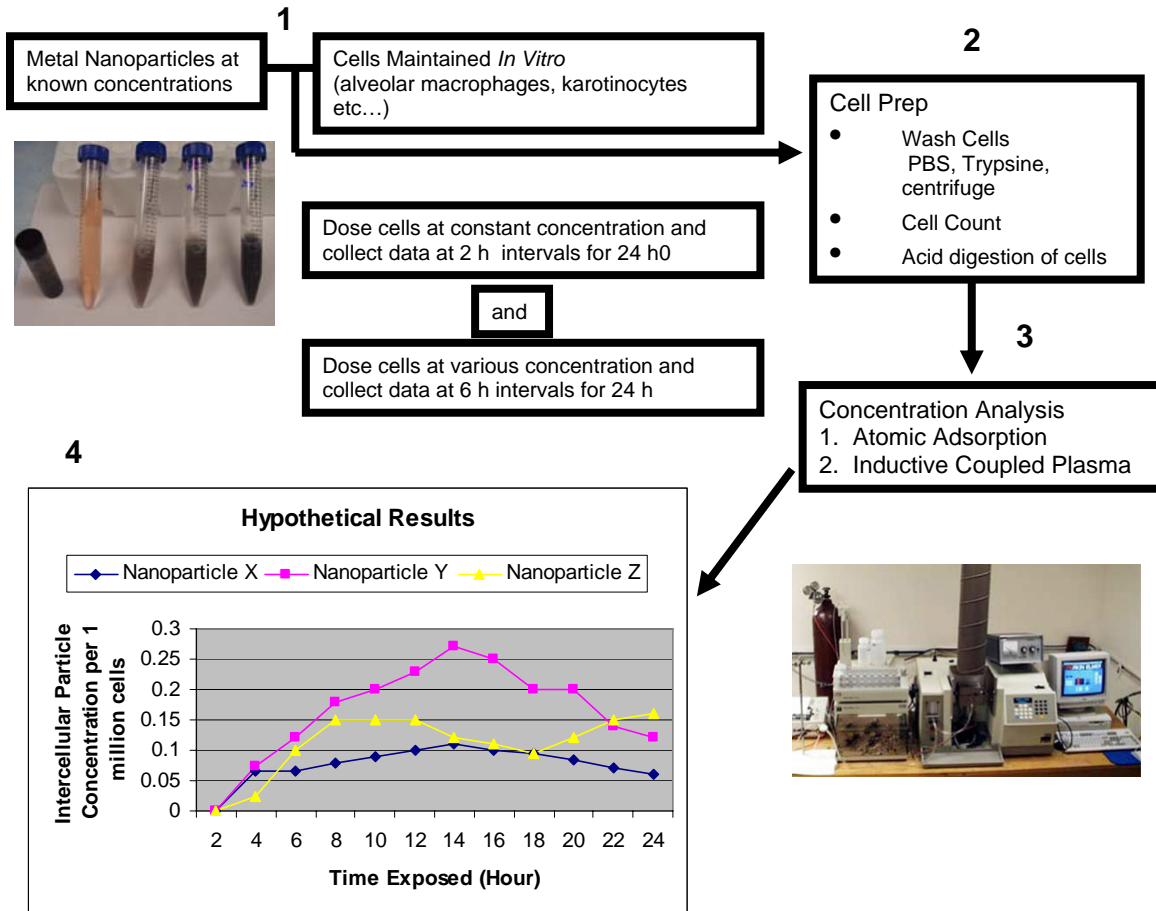 1
Metal Nanoparticles at
known concentrations
Cells Maintained In Vitro
(alveolar macrophages, karotinocytes
etc…)
2
Cell Prep
• Wash Cells
PBS, Trypsine,
centrifuge
• Cell Count
• Acid digestion of cells
Dose cells at constant concentration and
collect data at 2 h intervals for 24 h0
and
Dose cells at various concentration and
collect data at 6 h intervals for 24 h
3
Concentration Analysis
1. Atomic Adsorption
2. Inductive Coupled Plasma
4
Hypothetical Results
Nanoparticle X Nanoparticle Y Nanoparticle Z
Intercellular Particle
Concentration per 1
million cells
0.3
0.25
0.2
0.15
0.1
0.05
0
2 4 6 8 10 12 14 16 18 20 22 24
Time Exposed (Hour)